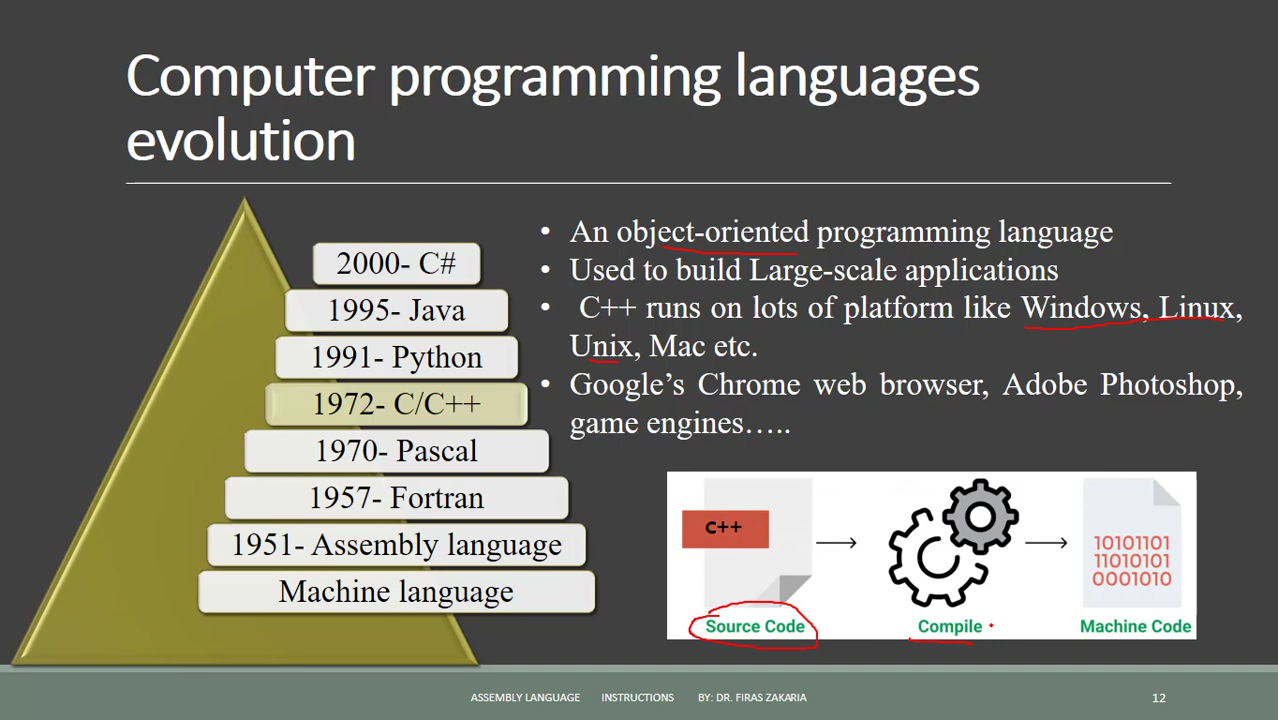 Computer programming languages
evolution
2000- C#
1995- Java
1991- Python
1972- C/C++
1970- Pascal
1957- Fortran
1951- Assembly language
Machine language
• An object-oriented programming language
• Used to build Large-scale applications
• C++ runs on lots of platform like Windows, Linux,
Unix, Mac etc.
• Google’s Chrome web browser, Adobe Photoshop,
game engines…..
C++
10101101
11010101
0001010
Source Code
Compile
Machine Code
ASSEMBLY LANGUAGE INSTRUCTIONS BY: DR. FIRAS ZAKARIA
12